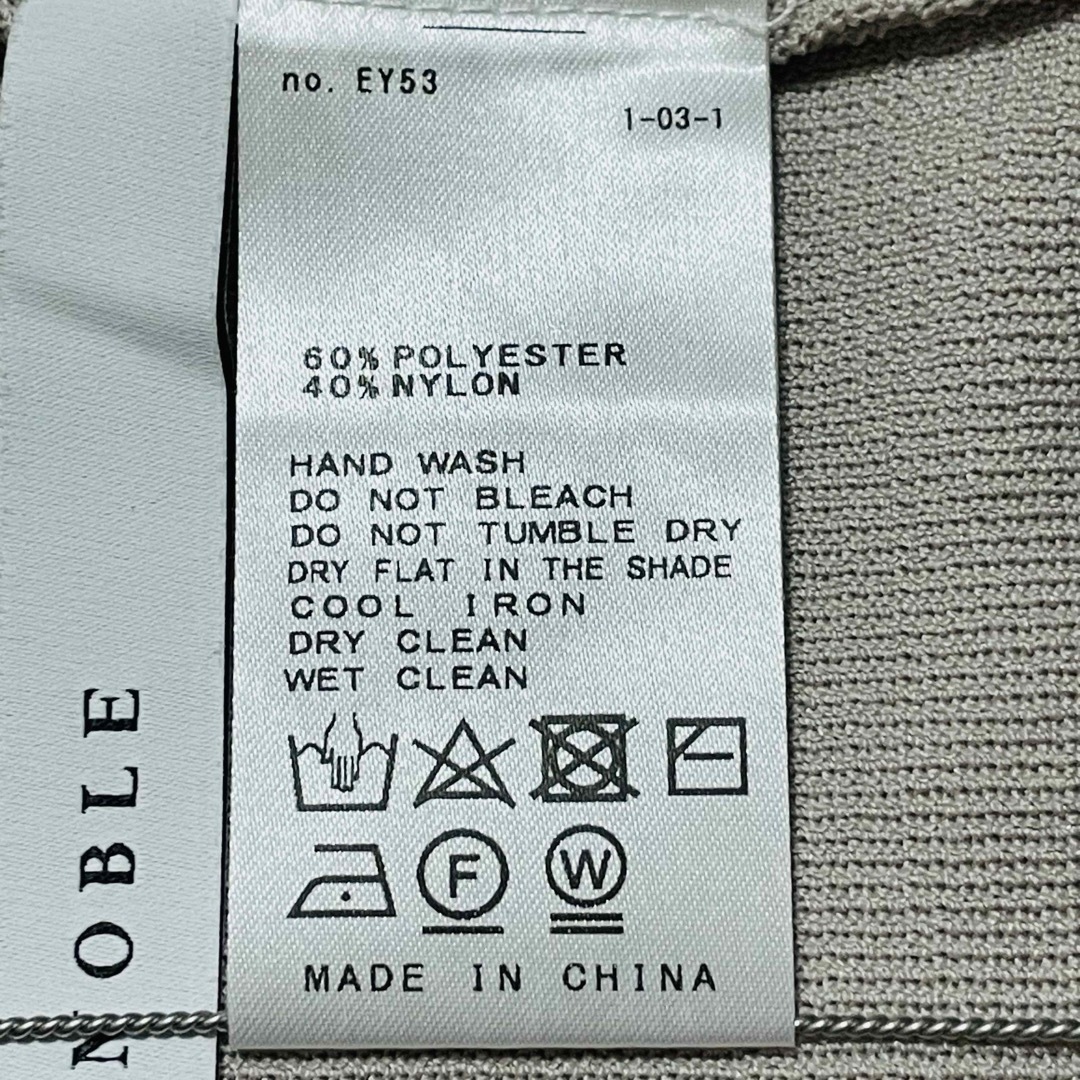 no. EY53
1-03-1
60% POLYESTER
40% NYLON
HAND WASH
DO NOT BLEACH
DO NOT TUMBLE DRY
DRY FLAT IN THE SHADE
COOL IRON
DRY CLEAN
WET CLEAN
F
W
MADE IN CHINA
NOBLE